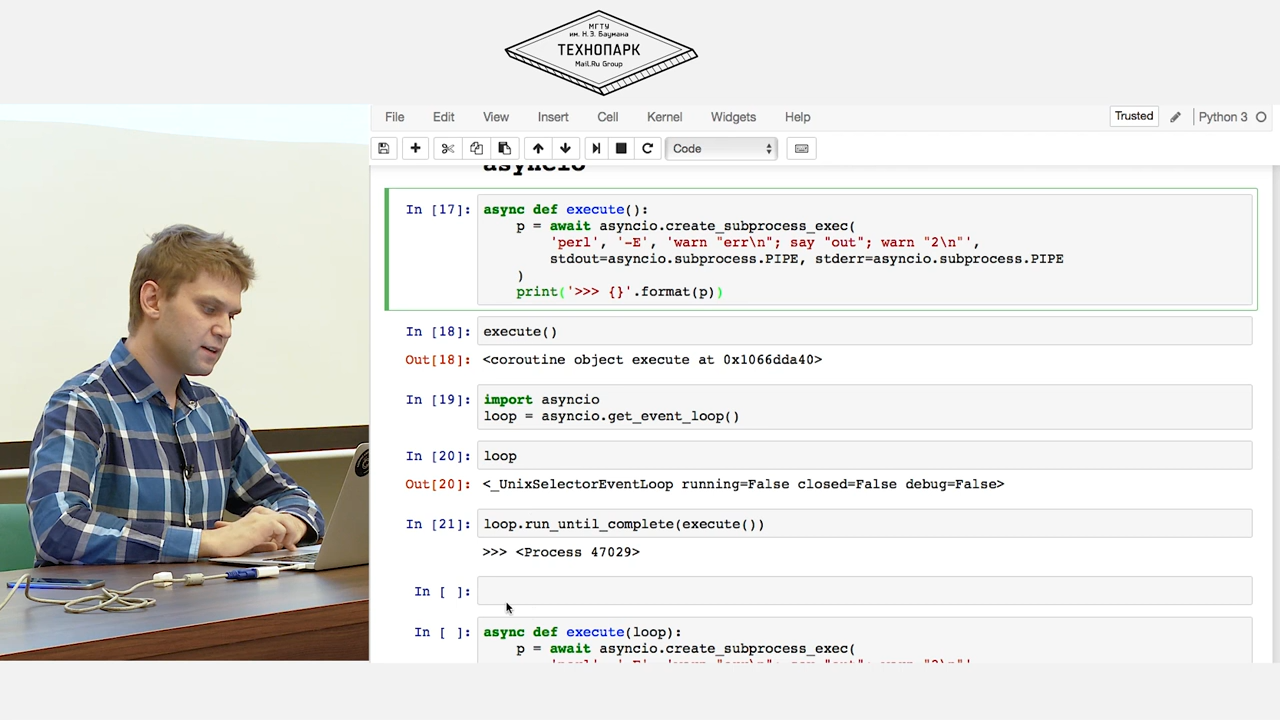 МГТУ
им. Н.Э. Баумана
ТЕХНОПАРК
Mail.Ru Group
File Edit View Insert Cell Kernel Widgets Help Trusted Python 3
Code
asyncio
In [17]: async def execute():
p = await asyncio.create_subprocess_exec(
'perl', '-E', 'warn "err\n"; say "out"; warn "2\n"',
stdout=asyncio.subprocess.PIPE, stderr=asyncio.subprocess.PIPE
)
print('>>> {}'.format(p))
In [18]: execute()
Out[18]: <coroutine object execute at 0x1066dda40>
In [19]: import asyncio
loop = asyncio.get_event_loop()
In [20]: loop
Out[20]: <_UnixSelectorEventLoop running=False closed=False debug=False>
In [21]: loop.run_until_complete(execute())
>>> <Process 47029>
In [ ]:
In [ ]: async def execute(loop):
p = await asyncio.create_subprocess_exec(